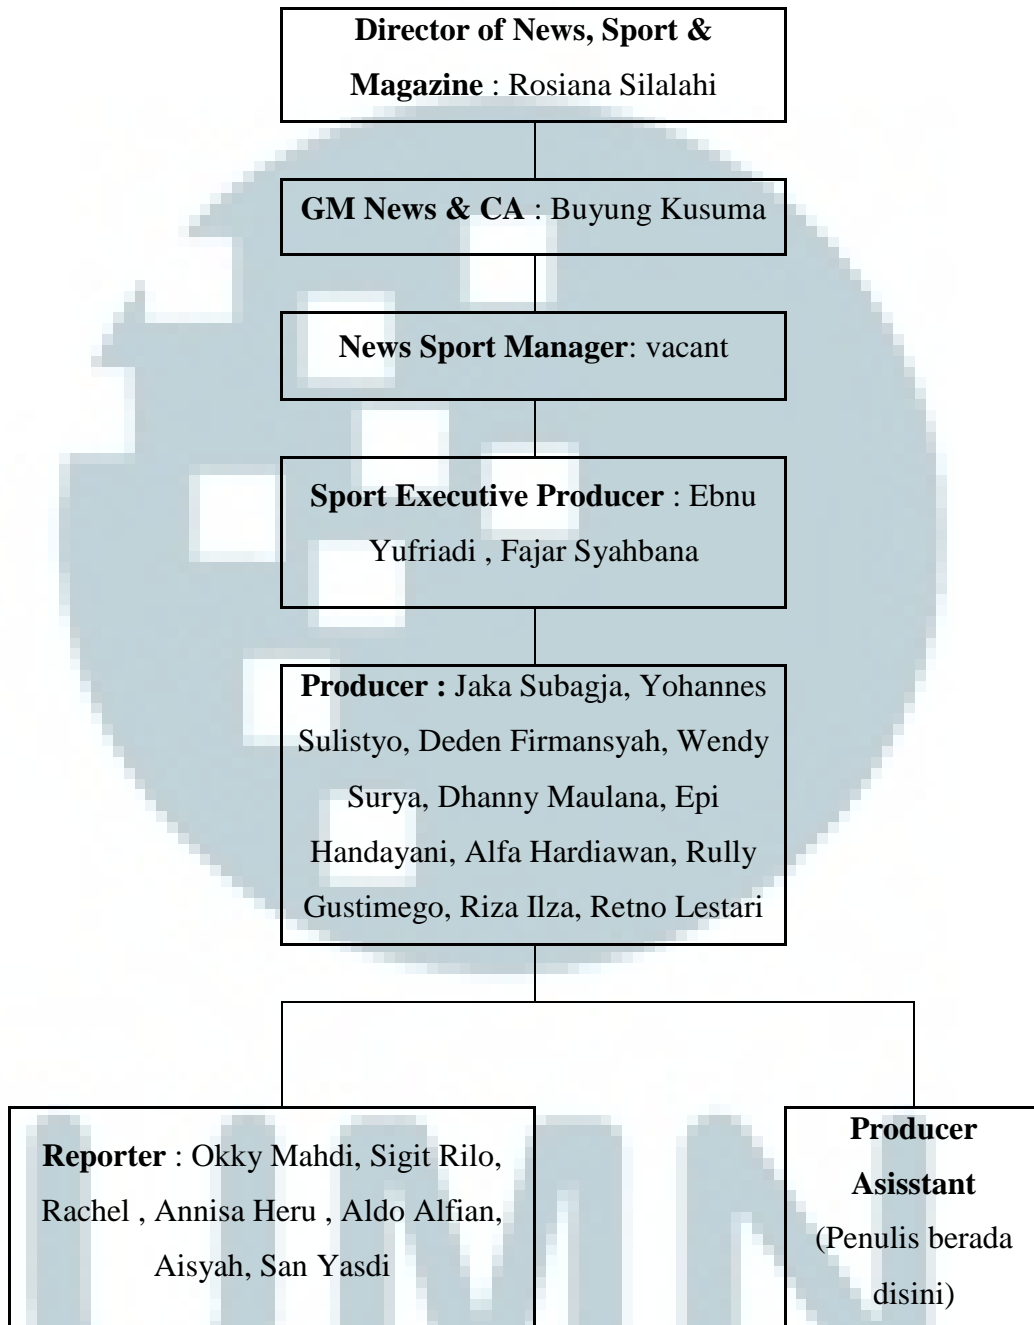 Director of News, Sport &
Magazine : Rosiana Silalahi
GM News & CA : Buyung Kusuma
News Sport Manager: vacant
Sport Executive Producer : Ebnu
Yufriadi , Fajar Syahbana
Producer : Jaka Subagja, Yohannes
Sulistyo, Deden Firmansyah, Wendy
Surya, Dhanny Maulana, Epi
Handayani, Alfa Hardiawan, Rully
Gustimego, Riza Ilza, Retno Lestari
Reporter : Okky Mahdi, Sigit Rilo,
Rachel , Annisa Heru , Aldo Alfian,
Aisyah, San Yasdi
Producer
Asisstant
(Penulis berada
disini)
UMN